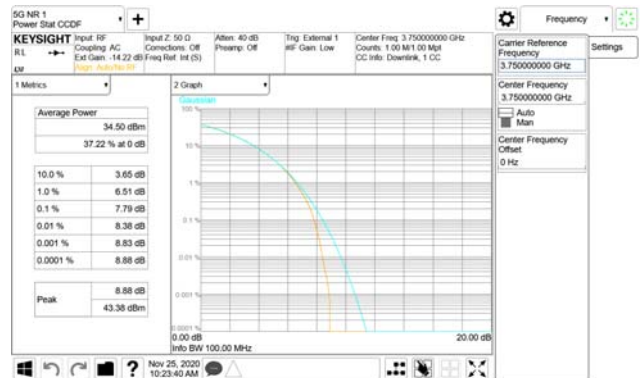 5G NR 1
Power Stat CCDF
KEYSIGHT
RL
Input: RF
Coupling: AC
Ext Gain: -14.22 dB
Align: Auto/No RF
Input Z: 50 Ω
Corrections: Off
Freq Ref: Int (S)
Atten: 40 dB
Preamp: Off
Trig: External 1
#IF Gain: Low
Center Freq: 3.750000000 GHz
Counts: 1.00 M/1.00 Mpt
CC Info: Downlink, 1 CC
1 Metrics
Average Power
34.50 dBm
37.22 % at 0 dB
10.0 % 3.65 dB
1.0 % 6.51 dB
0.1 % 7.79 dB
0.01 % 8.38 dB
0.001 % 8.83 dB
0.0001 % 8.88 dB
Peak 8.88 dB
43.38 dBm
2 Graph
Gaussian
100 %
10 %
1 %
0.1 %
0.01 %
0.001 %
0.0001 %
0.00 dB
20.00 dB
Info BW 100.00 MHz
Frequency
Settings
Carrier Reference
Frequency
3.750000000 GHz
Center Frequency
3.750000000 GHz
Auto
Man
Center Frequency
Offset
0 Hz
?
Nov 25, 2020
10:23:40 AM